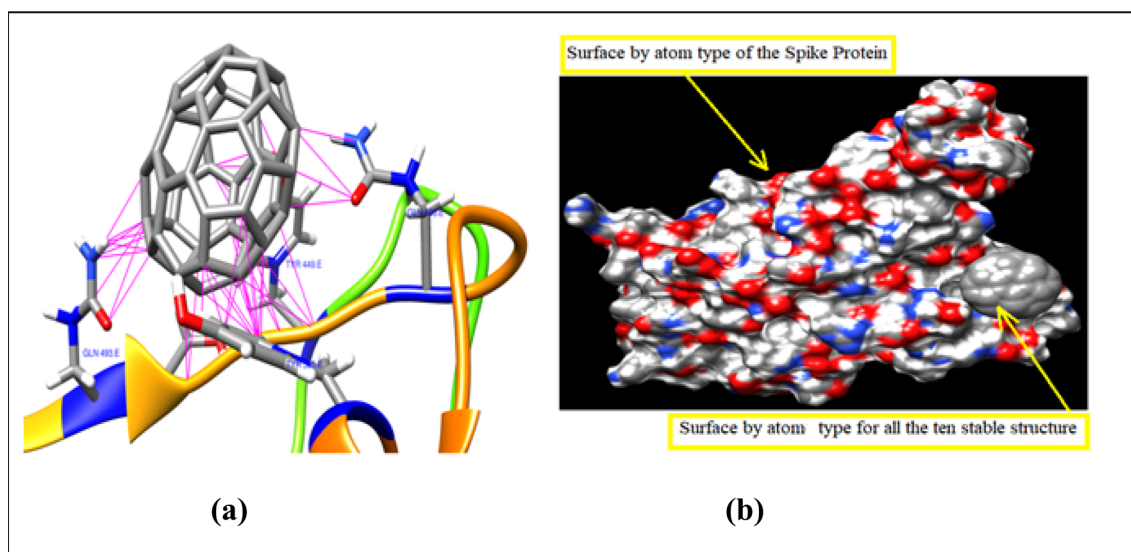 Surface by atom type of the Spike Protein
TYR 449.E
GLN 493.E
Surface by atom type for all the ten stable structure
(a)
(b)